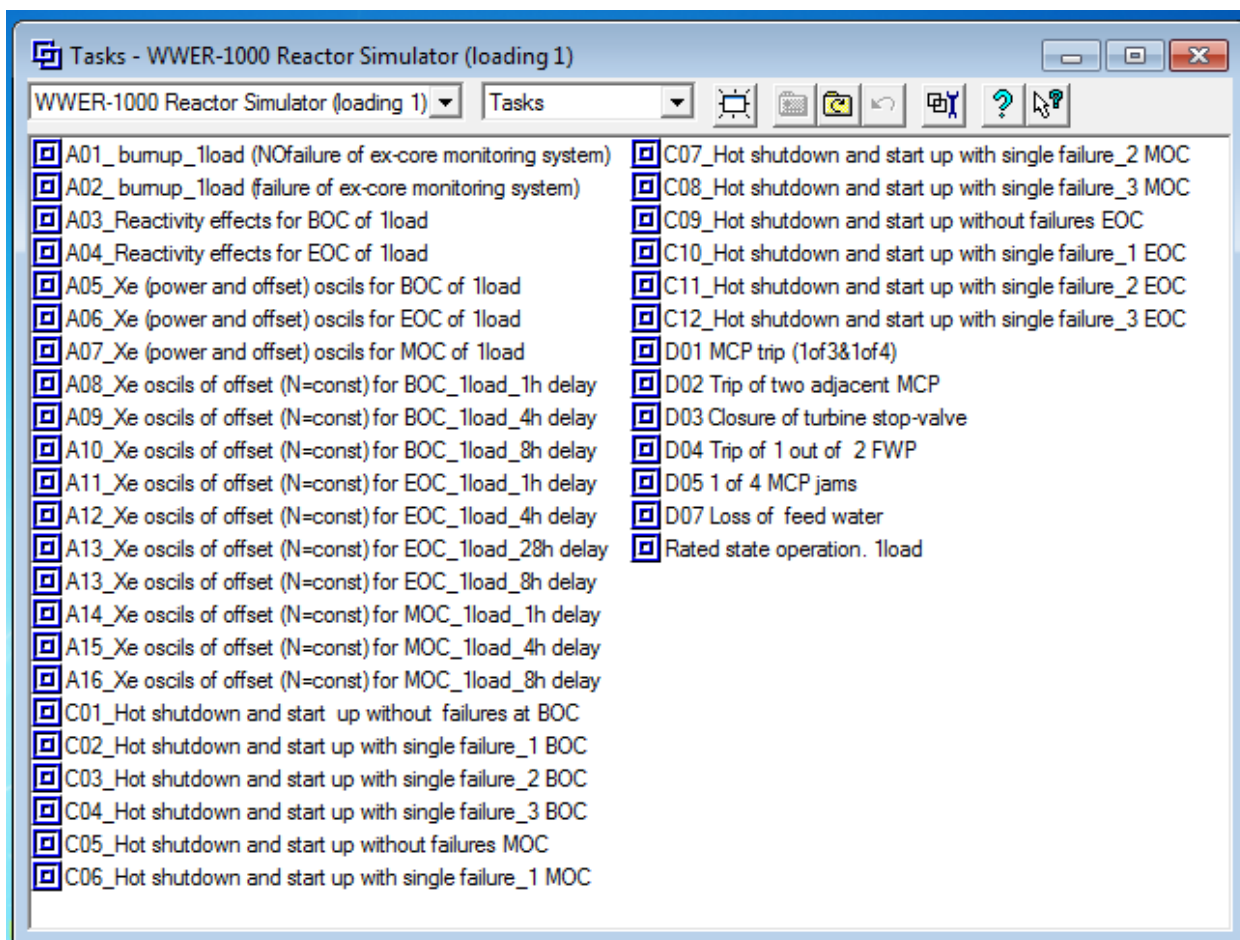 Tasks - WWER-1000 Reactor Simulator (loading 1)
WWER-1000 Reactor Simulator (loading 1) Tasks
A01_ burnup_1load (NOfailure of ex-core monitoring system)
A02_ burnup_1load (failure of ex-core monitoring system)
A03_Reactivity effects for BOC of 1load
A04_Reactivity effects for EOC of 1load
A05_Xe (power and offset) oscils for BOC of 1load
A06_Xe (power and offset) oscils for EOC of 1load
A07_Xe (power and offset) oscils for MOC of 1load
A08_Xe oscils of offset (N=const) for BOC_1load_1h delay
A09_Xe oscils of offset (N=const) for BOC_1load_4h delay
A10_Xe oscils of offset (N=const) for BOC_1load_8h delay
A11_Xe oscils of offset (N=const) for EOC_1load_1h delay
A12_Xe oscils of offset (N=const) for EOC_1load_4h delay
A13_Xe oscils of offset (N=const) for EOC_1load_28h delay
A13_Xe oscils of offset (N=const) for EOC_1load_8h delay
A14_Xe oscils of offset (N=const) for MOC_1load_1h delay
A15_Xe oscils of offset (N=const) for MOC_1load_4h delay
A16_Xe oscils of offset (N=const) for MOC_1load_8h delay
C01_Hot shutdown and start  up without  failures at BOC
C02_Hot shutdown and start up with single failure_1 BOC
C03_Hot shutdown and start up with single failure_2 BOC
C04_Hot shutdown and start up with single failure_3 BOC
C05_Hot shutdown and start up without failures MOC
C06_Hot shutdown and start up with single failure_1 MOC
C07_Hot shutdown and start up with single failure_2 MOC
C08_Hot shutdown and start up with single failure_3 MOC
C09_Hot shutdown and start up without failures EOC
C10_Hot shutdown and start up with single failure_1 EOC
C11_Hot shutdown and start up with single failure_2 EOC
C12_Hot shutdown and start up with single failure_3 EOC
D01 MCP trip (1of3&1of4)
D02 Trip of two adjacent MCP
D03 Closure of turbine stop-valve
D04 Trip of 1 out of  2 FWP
D05 1 of 4 MCP jams
D07 Loss of  feed water
Rated state operation. 1load